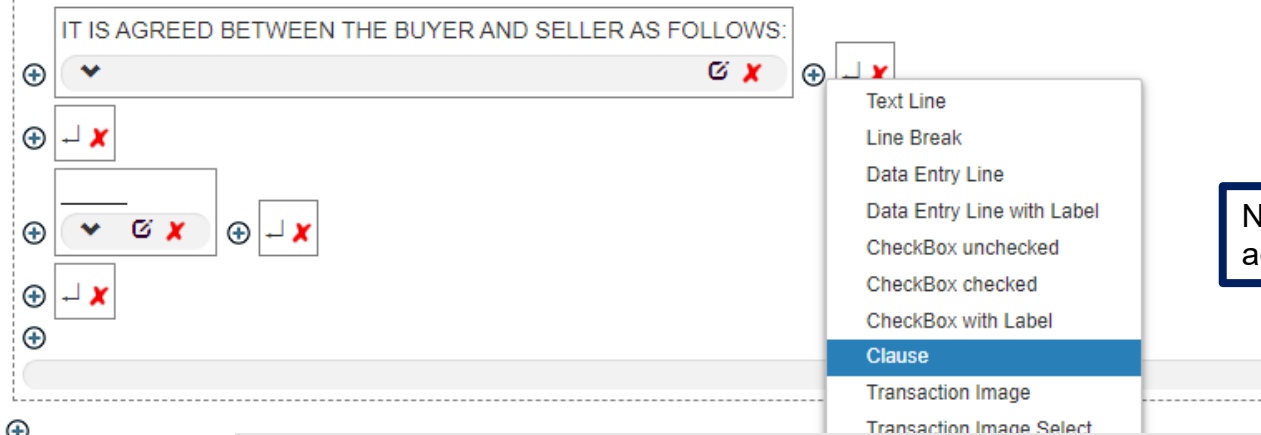 IT IS AGREED BETWEEN THE BUYER AND SELLER AS FOLLOWS:
Text Line
Line Break
Data Entry Line
Data Entry Line with Label
CheckBox unchecked
CheckBox checked
CheckBox with Label
Clause
Transaction Image
Transaction Image Select